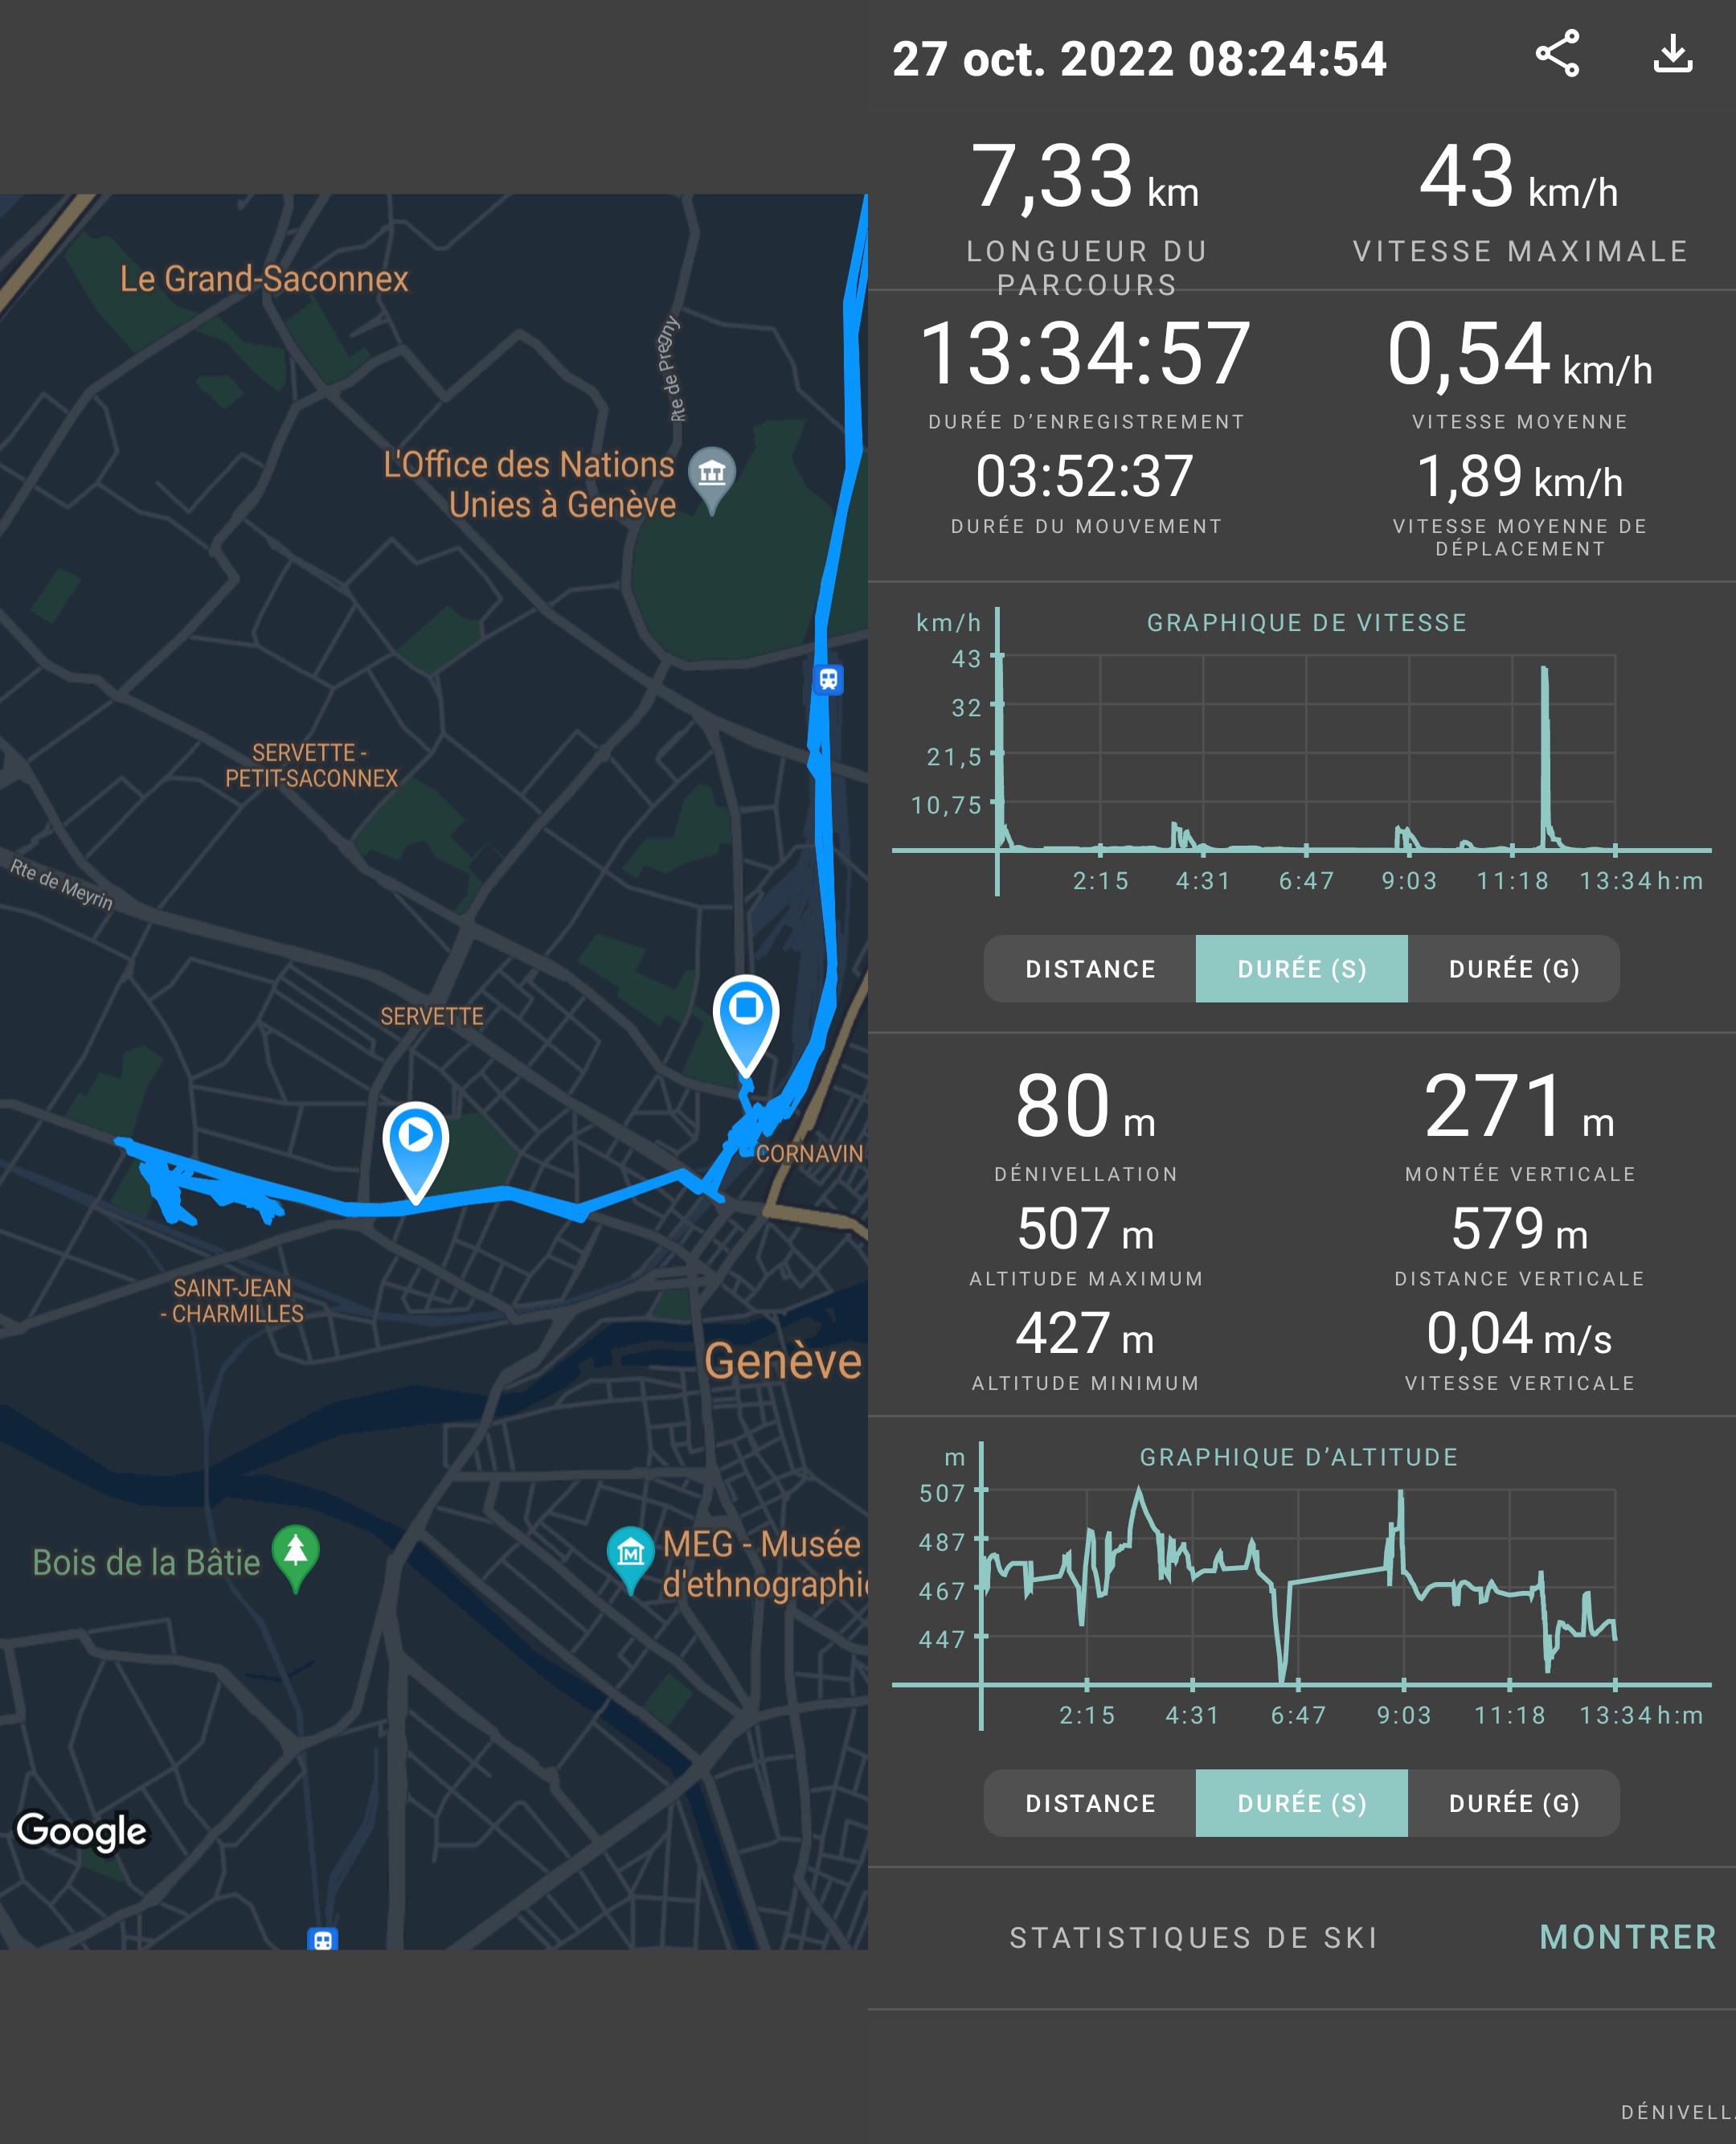 Le Grand-Saconnex
Rte de Pregny
L'Office des Nations
Unies à Genève
SERVETTE -
PETIT-SACONNEX
Rte de Meyrin
SERVETTE
CORNAVIN
SAINT-JEAN
- CHARMILLES
Genève
Bois de la Bâtie
MEG - Musée
d'ethnographi
Google
27 oct. 2022 08:24:54
7,33 km
43 km/h
LONGUEUR DU
PARCOURS
VITESSE MAXIMALE
13:34:57
0,54 km/h
DURÉE D’ENREGISTREMENT
VITESSE MOYENNE
03:52:37
1,89 km/h
DURÉE DU MOUVEMENT
VITESSE MOYENNE DE
DÉPLACEMENT
km/h
GRAPHIQUE DE VITESSE
43
32
21,5
10,75
2:15 4:31 6:47 9:03 11:18 13:34 h:m
DISTANCE DURÉE (S) DURÉE (G)
80 m
271 m
DÉNIVELLATION
MONTÉE VERTICALE
507 m
579 m
ALTITUDE MAXIMUM
DISTANCE VERTICALE
427 m
0,04 m/s
ALTITUDE MINIMUM
VITESSE VERTICALE
m
GRAPHIQUE D’ALTITUDE
507
487
467
447
2:15 4:31 6:47 9:03 11:18 13:34 h:m
DISTANCE DURÉE (S) DURÉE (G)
STATISTIQUES DE SKI
MONTRER
DÉNIVELL